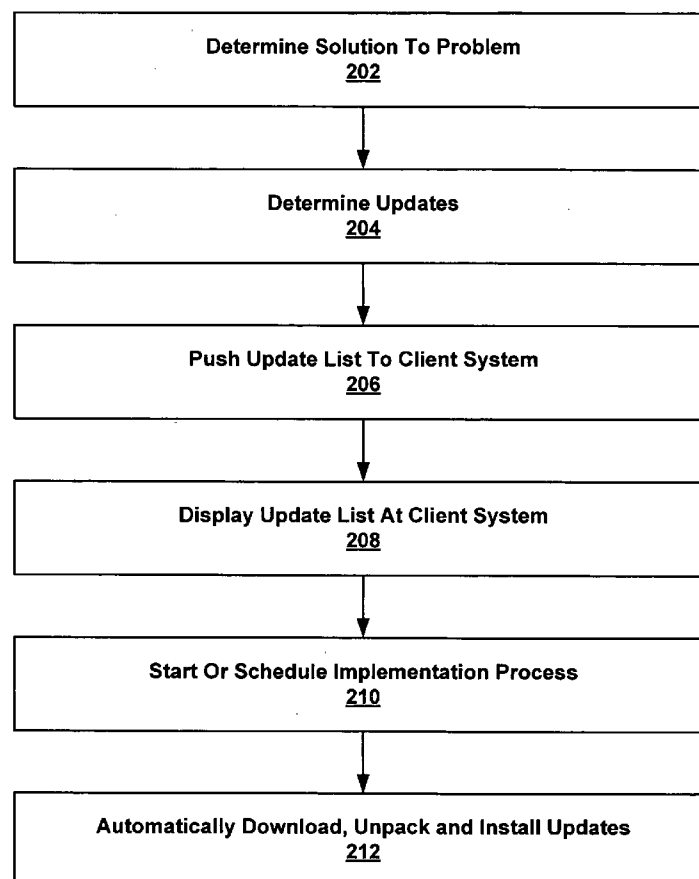 Determine Solution To Problem
202
Determine Updates
204
Push Update List To Client System
206
Display Update List At Client System
208
Start Or Schedule Implementation Process
210
Automatically Download, Unpack and Install Updates
212